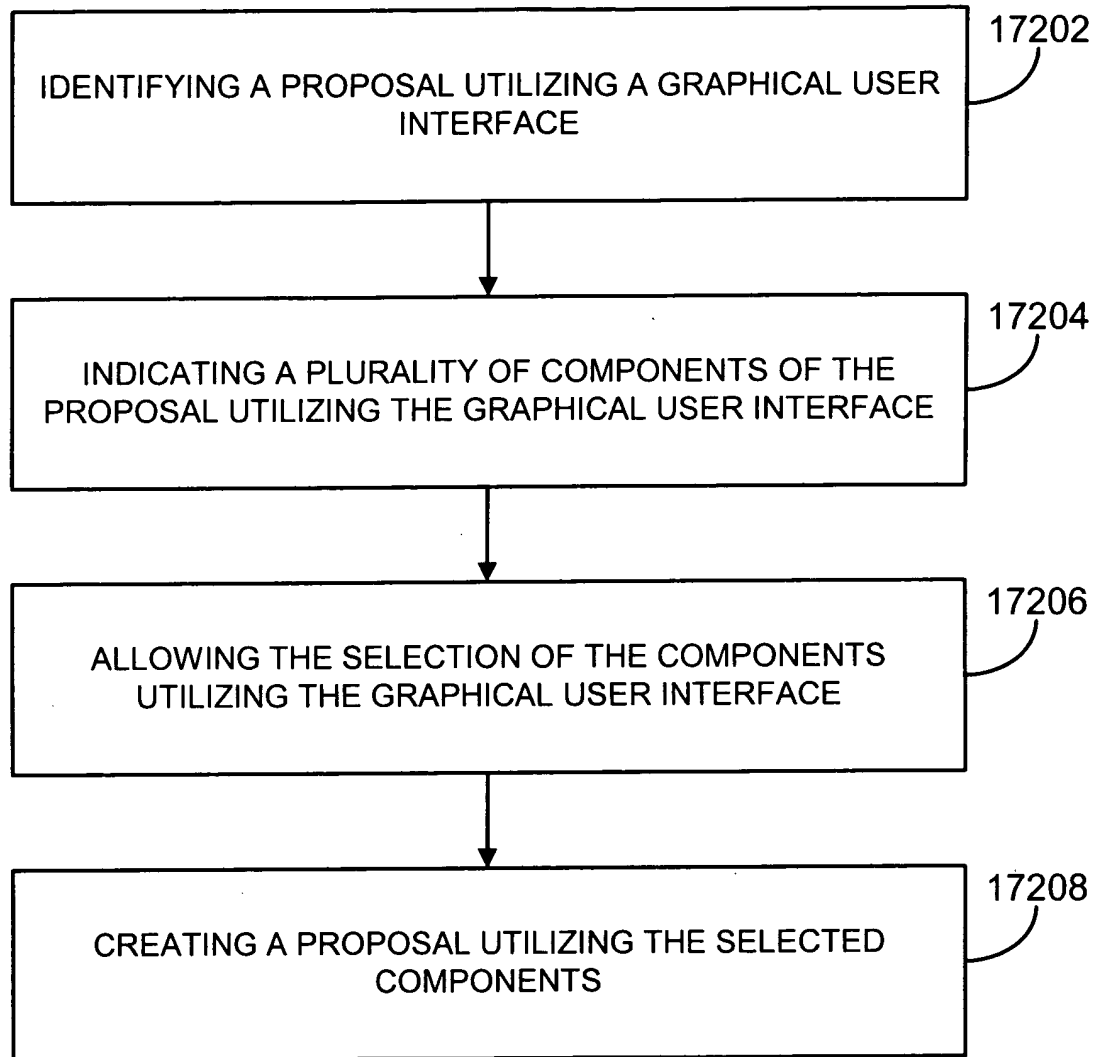 17202
IDENTIFYING A PROPOSAL UTILIZING A GRAPHICAL USER
INTERFACE
17204
INDICATING A PLURALITY OF COMPONENTS OF THE
PROPOSAL UTILIZING THE GRAPHICAL USER INTERFACE
17206
ALLOWING THE SELECTION OF THE COMPONENTS
UTILIZING THE GRAPHICAL USER INTERFACE
17208
CREATING A PROPOSAL UTILIZING THE SELECTED
COMPONENTS